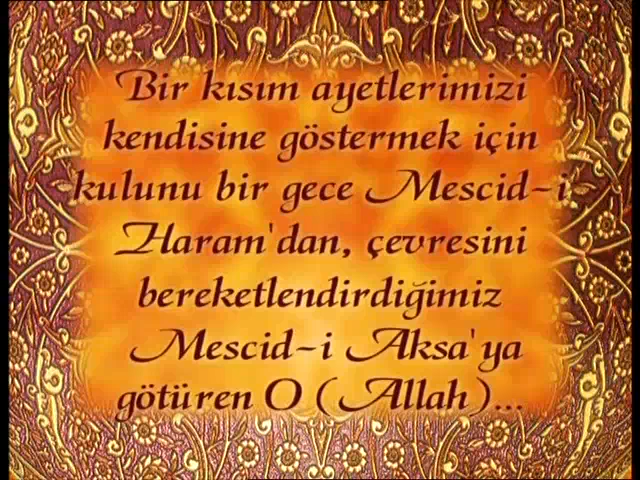 Bir kısım ayetlerimizi
kendisine göstermek için
kulunu bir gece Mescid-i
Haram'dan, çevresini
bereketlendirdiğimiz
Mescid-i Aksa'ya
götüren O (Allah)...